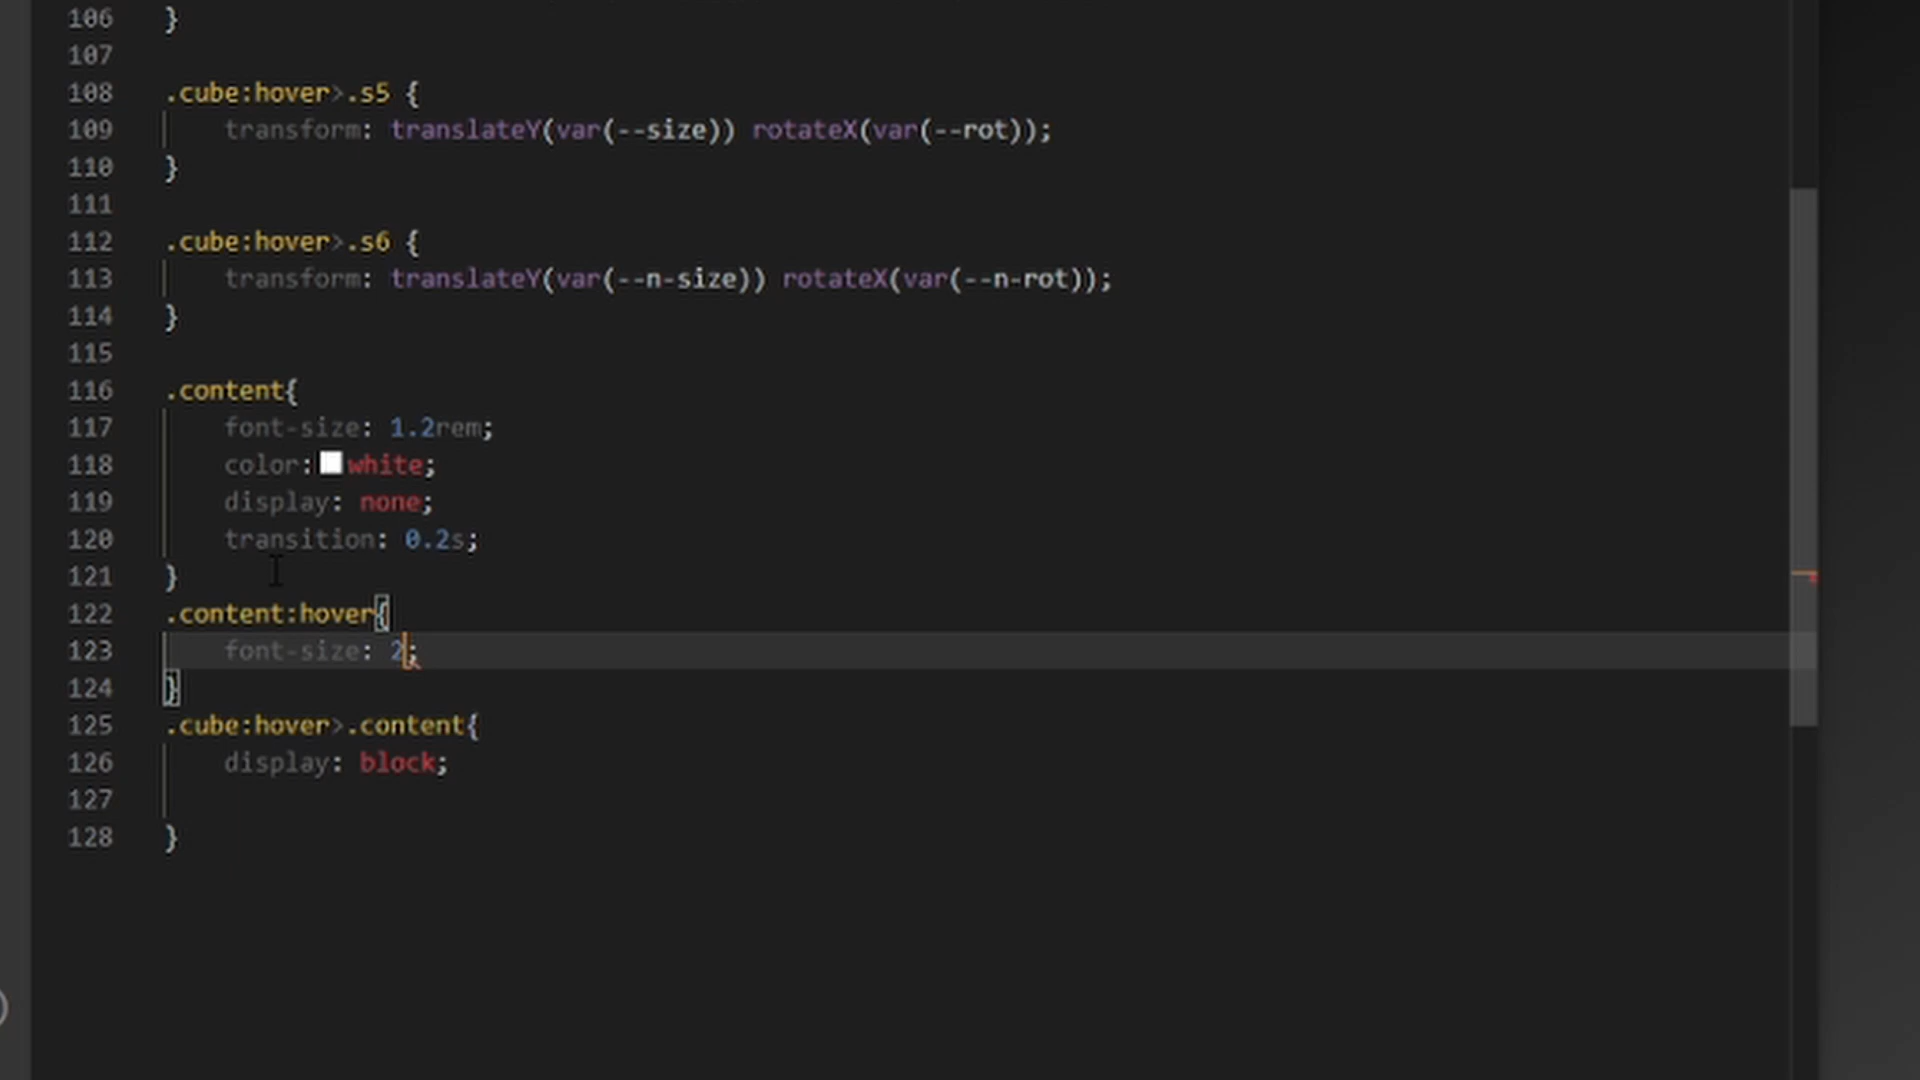 106 }
107
108 .cube:hover>.s5 {
109 transform: translateY(var(--size)) rotateX(var(--rot));
110 }
111
112 .cube:hover>.s6 {
113 transform: translateY(var(--n-size)) rotateX(var(--n-rot));
114 }
115
116 .content{
117 font-size: 1.2rem;
118 color: white;
119 display: none;
120 transition: 0.2s;
121 }
122 .content:hover{
123 font-size: 2;
124 }
125 .cube:hover>.content{
126 display: block;
127
128 }